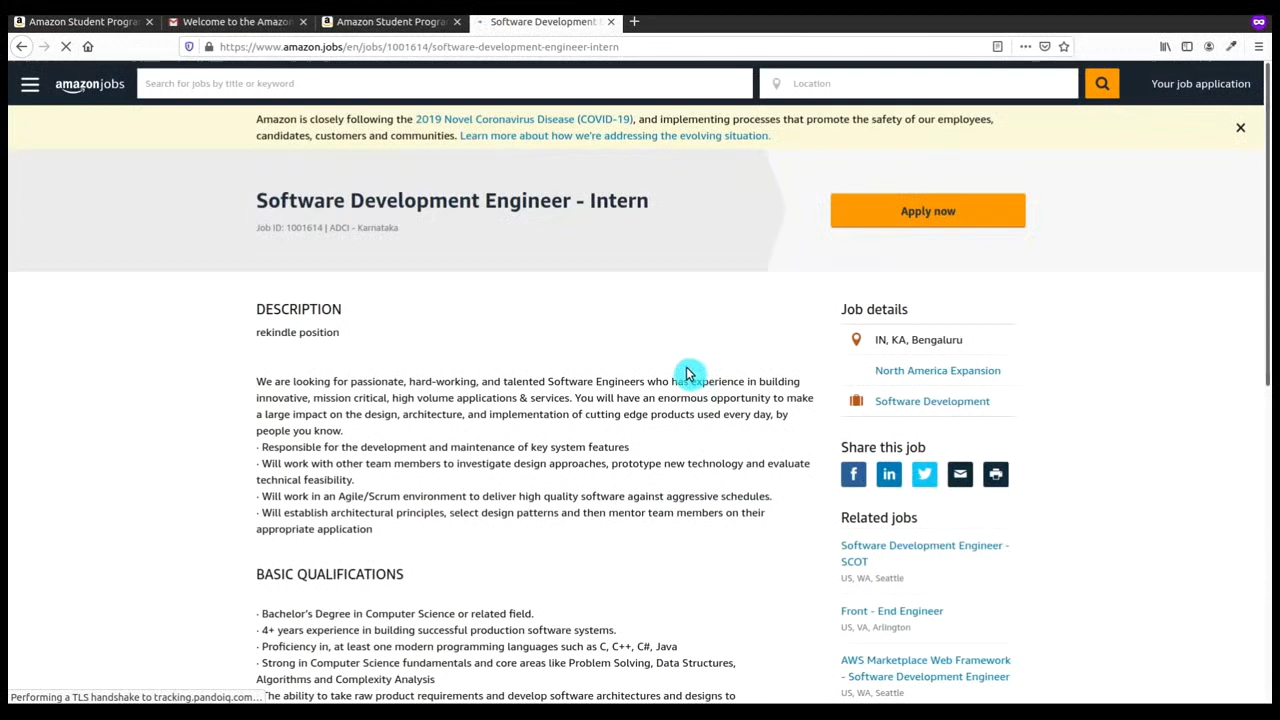 Amazon Student Progra
Welcome to the Amazon
Amazon Student Progra
Software Development
https://www.amazon.jobs/en/jobs/1001614/software-development-engineer-intern
amazonjobs
Search for jobs by title or keyword
Location
Your job application
Amazon is closely following the 2019 Novel Coronavirus Disease (COVID-19), and implementing processes that promote the safety of our employees,
candidates, customers and communities. Learn more about how we're addressing the evolving situation.
Software Development Engineer - Intern
Job ID: 1001614 | ADCI - Karnataka
Apply now
DESCRIPTION
rekindle position
We are looking for passionate, hard-working, and talented Software Engineers who has experience in building
innovative, mission critical, high volume applications & services. You will have an enormous opportunity to make
a large impact on the design, architecture, and implementation of cutting edge products used every day, by
people you know.
· Responsible for the development and maintenance of key system features
· Will work with other team members to investigate design approaches, prototype new technology and evaluate
technical feasibility.
· Will work in an Agile/Scrum environment to deliver high quality software against aggressive schedules.
· Will establish architectural principles, select design patterns and then mentor team members on their
appropriate application
BASIC QUALIFICATIONS
· Bachelor's Degree in Computer Science or related field.
· 4+ years experience in building successful production software systems.
· Proficiency in, at least one modern programming languages such as C, C++, C#, Java
· Strong in Computer Science fundamentals and core areas like Problem Solving, Data Structures,
Algorithms and Complexity Analysis
The ability to take raw product requirements and develop software architectures and designs to
Job details
IN, KA, Bengaluru
North America Expansion
Software Development
Share this job
Related jobs
Software Development Engineer -
SCOT
US, WA, Seattle
Front - End Engineer
US, VA, Arlington
AWS Marketplace Web Framework
- Software Development Engineer
US, WA, Seattle
Performing a TLS handshake to tracking.pandoiq.com…